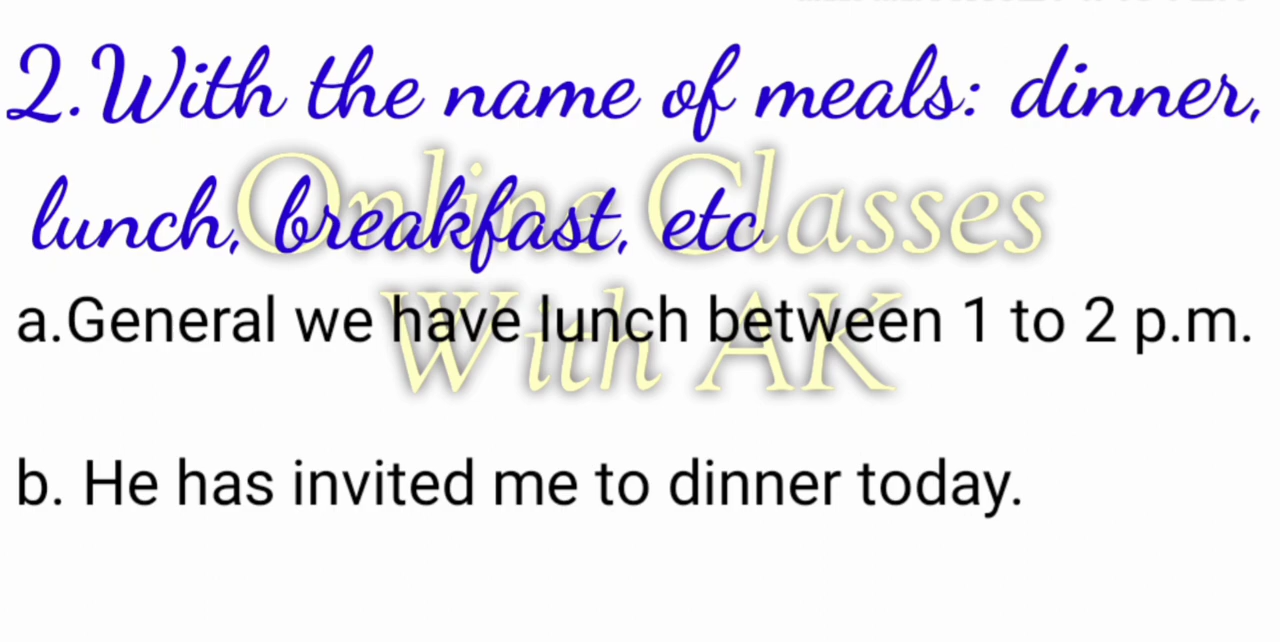 2.With the name of meals: dinner,
lunch, breakfast, etc
Online Classes
With AK
a.General we have lunch between 1 to 2 p.m.
b. He has invited me to dinner today.